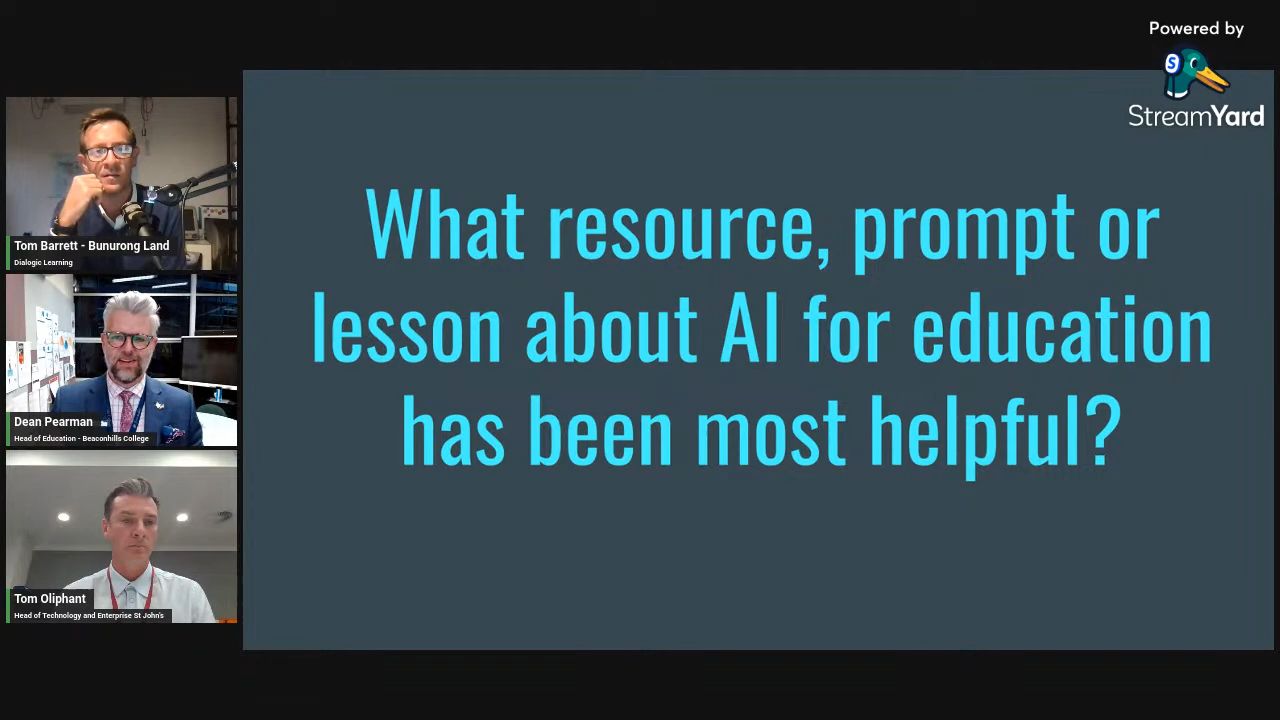 Powered by
StreamYard
Tom Barrett - Bunurong Land
Dialogic Learning
Dean Pearman
Head of Education - Beaconhills College
Tom Oliphant
Head of Technology and Enterprise St John's
What resource, prompt or
lesson about AI for education
has been most helpful?